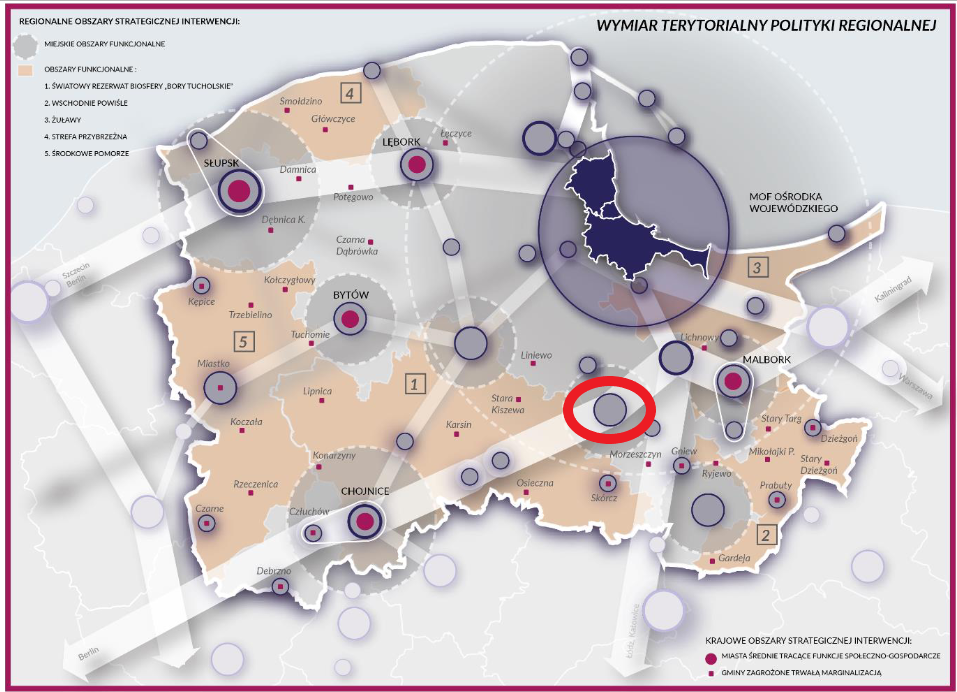 REGIONALNE OBSZARY STRATEGICZNEJ INTERWENCJI:
WYMIAR TERYTORIALNY POLITYKI REGIONALNEJ
MIEJSKIE OBSZARY FUNKCJONALNE
OBSZARY FUNKCJONALNE :
1. ŚWIATOWY REZERWAT BIOSFERY „BORY TUCHOLSKIE"
2. WSCHODNIE POWIŚLE
3. ŻUŁAWY
4. STREFA PRZYBRZEŻNA
5. ŚRODKOWE POMORZE
4
Smołdzino
Główczyce
Łęczyce
LĘBORK
SŁUPSK
Damnica
Potęgowo
MOF OŚRODKA
WOJEWÓDZKIEGO
Dębnica K.
Czarna
Dąbrówka
3
Szczecin
Berlin
Kępice
Kołczygłowy
Kaliningrad
BYTÓW
Trzebielino
Tuchomie
5
Lichnowy
Miastko
Liniewo
MALBORK
Warszawa
1
Lipnica
Stara
Kiszewa
Koczała
Karsin
Stary Targ
Dzieżgoń
Konarzyny
Morzeszczyn
Gniew
Mikołajki P.
Stary
Dzieżgoń
Ryjewo
Rzeczenica
CHOJNICE
Osieczna
Skórcz
Prabuty
Czarne
Człuchów
2
Gardeja
Debrzno
Łódź, Katowice
Berlin
KRAJOWE OBSZARY STRATEGICZNEJ INTERWENCJI:
MIASTA ŚREDNIE TRACĄCE FUNKCJE SPOŁECZNO-GOSPODARCZE
GMINY ZAGROŻONE TRWAŁĄ MARGINALIZACJĄ